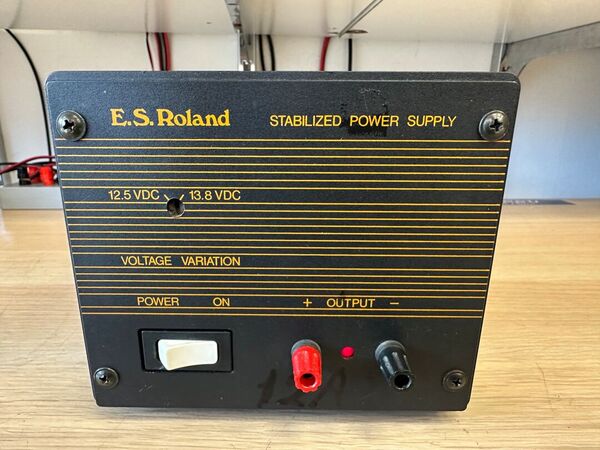 E.S. Roland STABILIZED POWER SUPPLY
12.5 VDC 13.8 VDC
VOLTAGE VARIATION
POWER ON + OUTPUT -